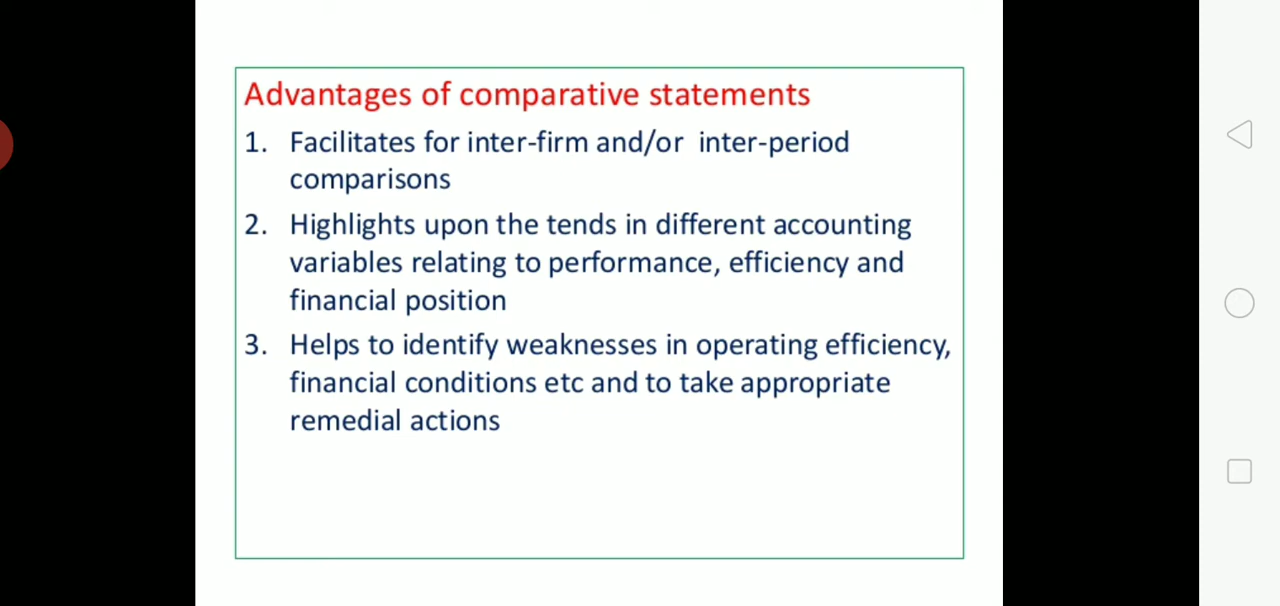 Advantages of comparative statements
1. Facilitates for inter-firm and/or inter-period
comparisons
2. Highlights upon the tends in different accounting
variables relating to performance, efficiency and
financial position
3. Helps to identify weaknesses in operating efficiency,
financial conditions etc and to take appropriate
remedial actions